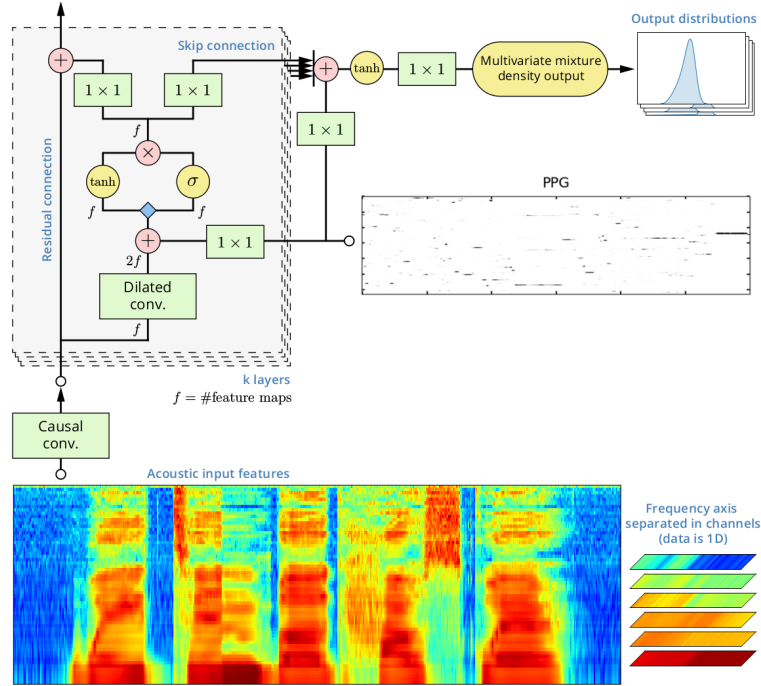 Output distributions
Skip connection
+
1 × 1
1 × 1
+
tanh
1 × 1
Multivariate mixture
density output
1 × 1
f
×
tanh
σ
f
f
Residual connection
+
1 × 1
2f
PPG
Dilated
conv.
f
k layers
f = #feature maps
Causal
conv.
Acoustic input features
Frequency axis
separated in channels
(data is 1D)